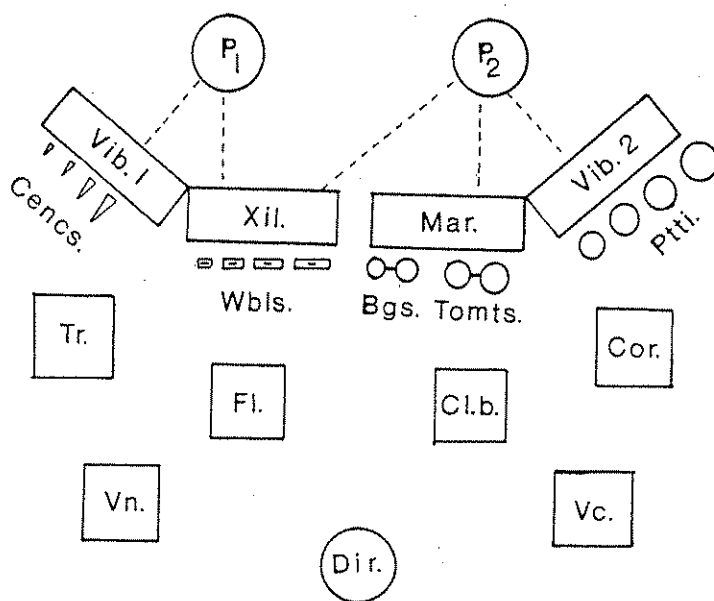 P1
P2
Vib. 1
Vib. 2
Cencs.
Xil.
Mar.
Ptti.
Wbls.
Bgs.
Tomts.
Tr.
Cor.
Fl.
Cl.b.
Vn.
Vc.
Dir.